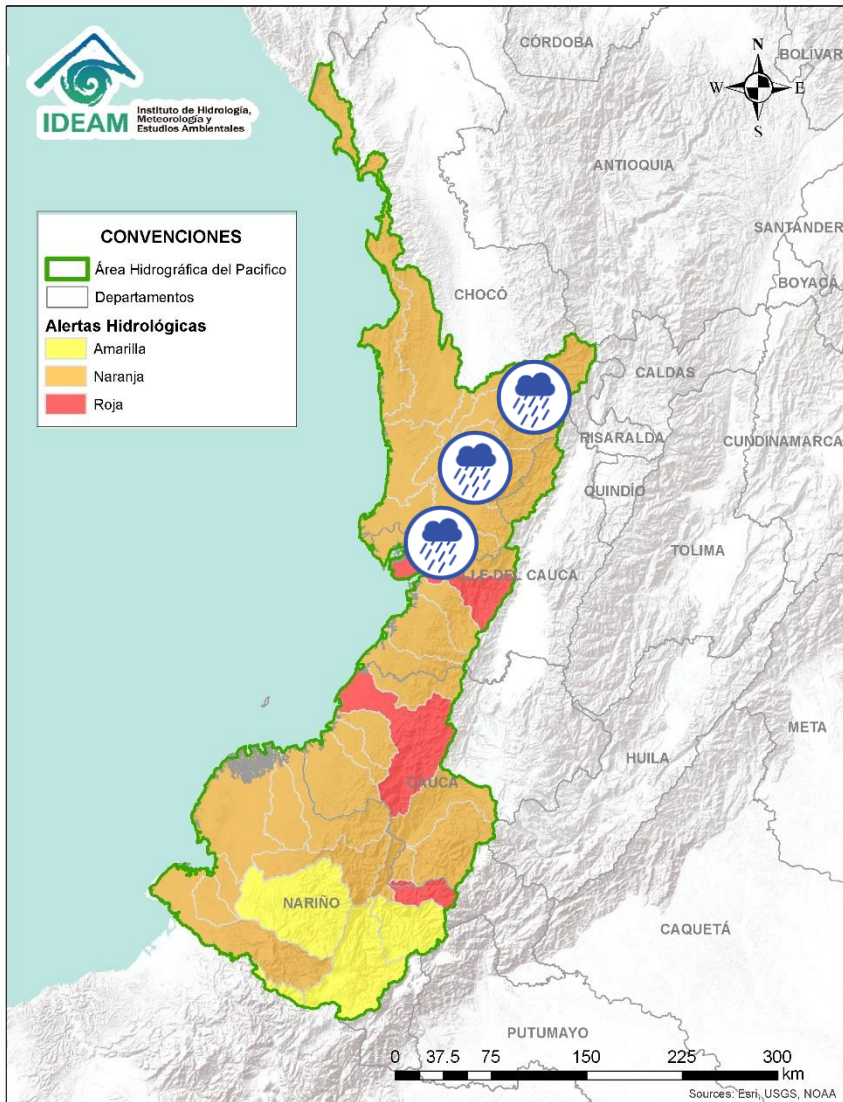 IDEAM
Instituto de Hidrología,
Meteorología y
Estudios Ambientales
CÓRDOBA
BOLÍVAR
N
W
E
S
ANTIOQUIA
SANTANDER
BOYACÁ
CONVENCIONES
Área Hidrográfica del Pacifico
Departamentos
Alertas Hidrológicas
Amarilla
Naranja
Roja
CHOCÓ
CALDAS
RISARALDA
CUNDINAMARCA
QUINDÍO
TOLIMA
LLE DEL CAUCA
META
HUILA
CAUCA
NARIÑO
CAQUETÁ
PUTUMAYO
0 37.5 75 150 225 300
km
Sources: Esri, USGS, NOAA